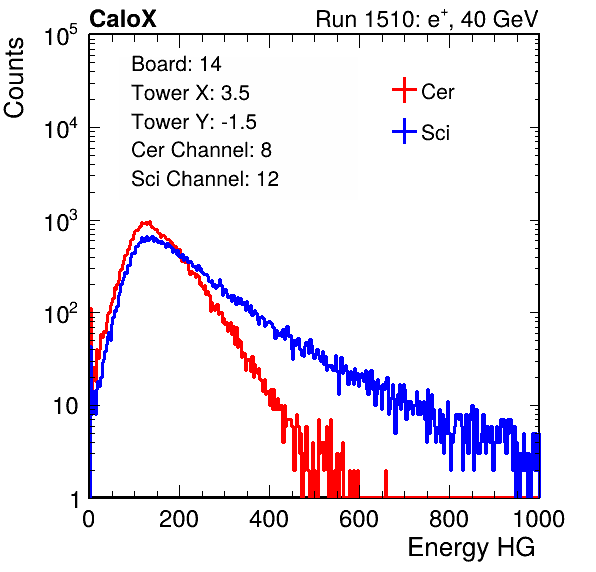 CaloX Run 1510: e⁺, 40 GeV
Counts
10⁵
10⁴
10³
10²
10
1
Board: 14
Tower X: 3.5
Tower Y: -1.5
Cer Channel: 8
Sci Channel: 12
Cer
Sci
0 200 400 600 800 1000
Energy HG